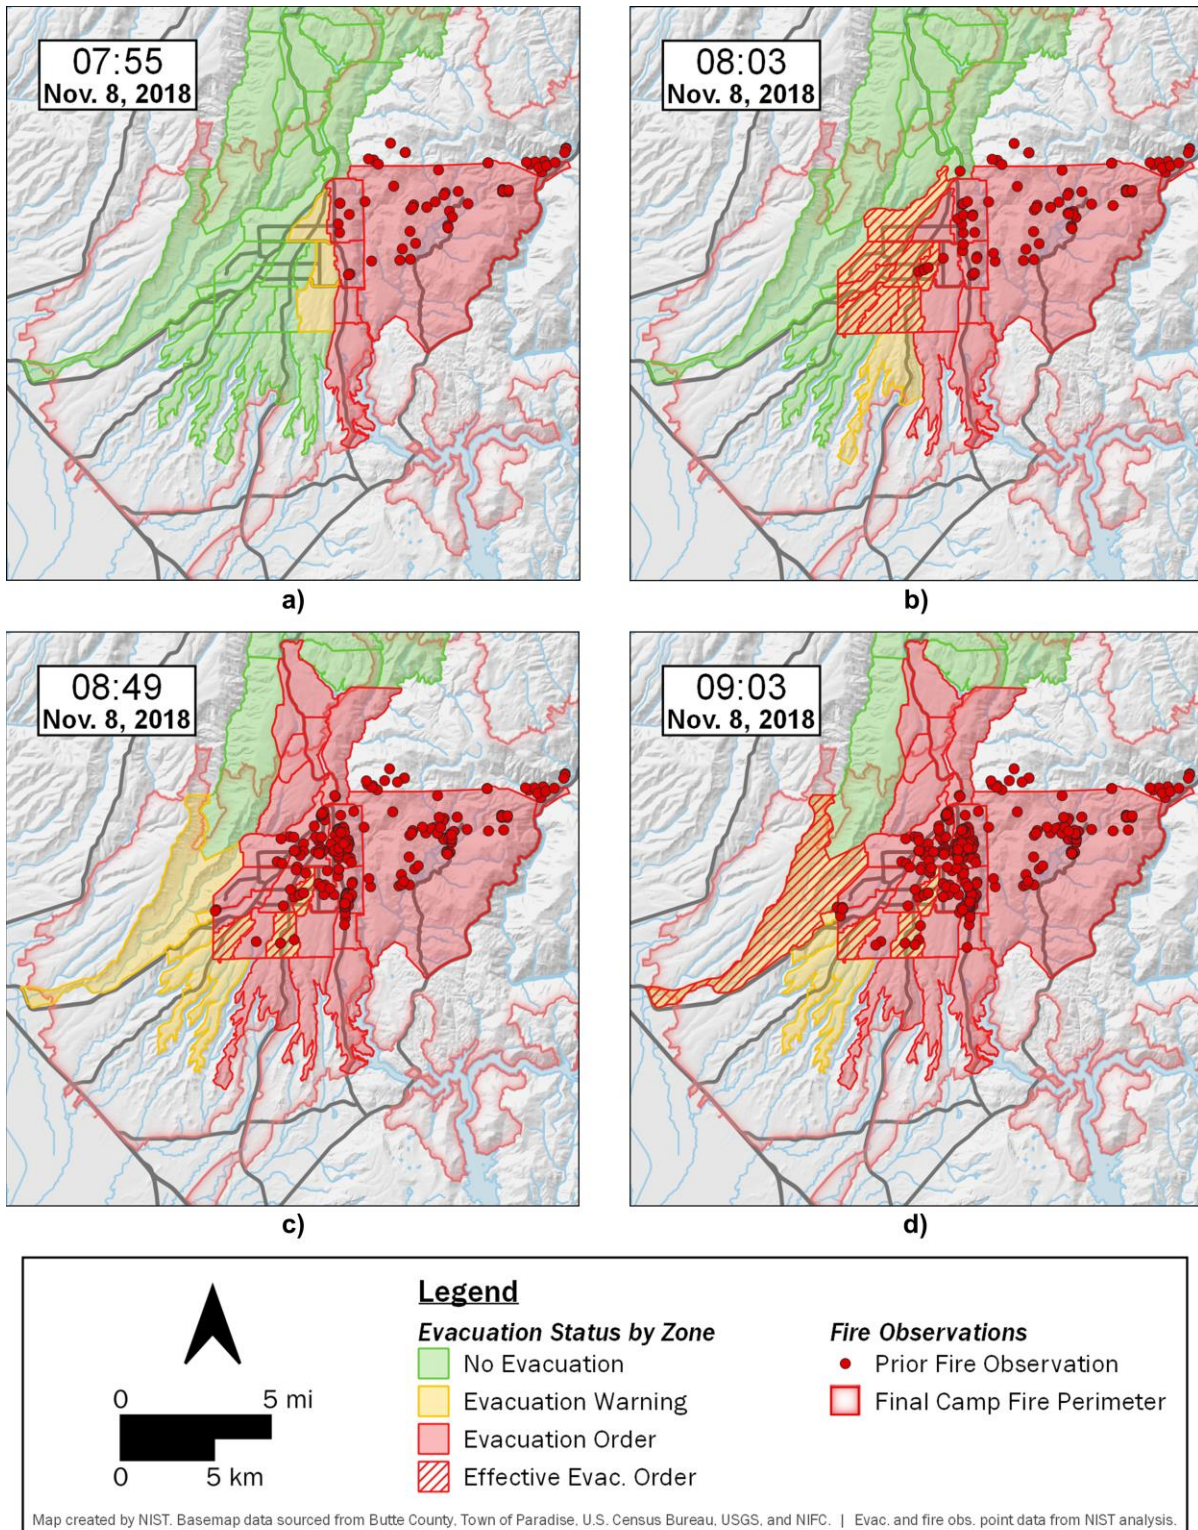 07:55
Nov. 8, 2018
08:03
Nov. 8, 2018
a)
b)
08:49
Nov. 8, 2018
09:03
Nov. 8, 2018
c)
d)
Legend
Evacuation Status by Zone
No Evacuation
Evacuation Warning
Evacuation Order
Effective Evac. Order
Fire Observations
Prior Fire Observation
Final Camp Fire Perimeter
0 5 mi
0 5 km
Map created by NIST. Basemap data sourced from Butte County, Town of Paradise, U.S. Census Bureau, USGS, and NIFC. | Evac. and fire obs. point data from NIST analysis.